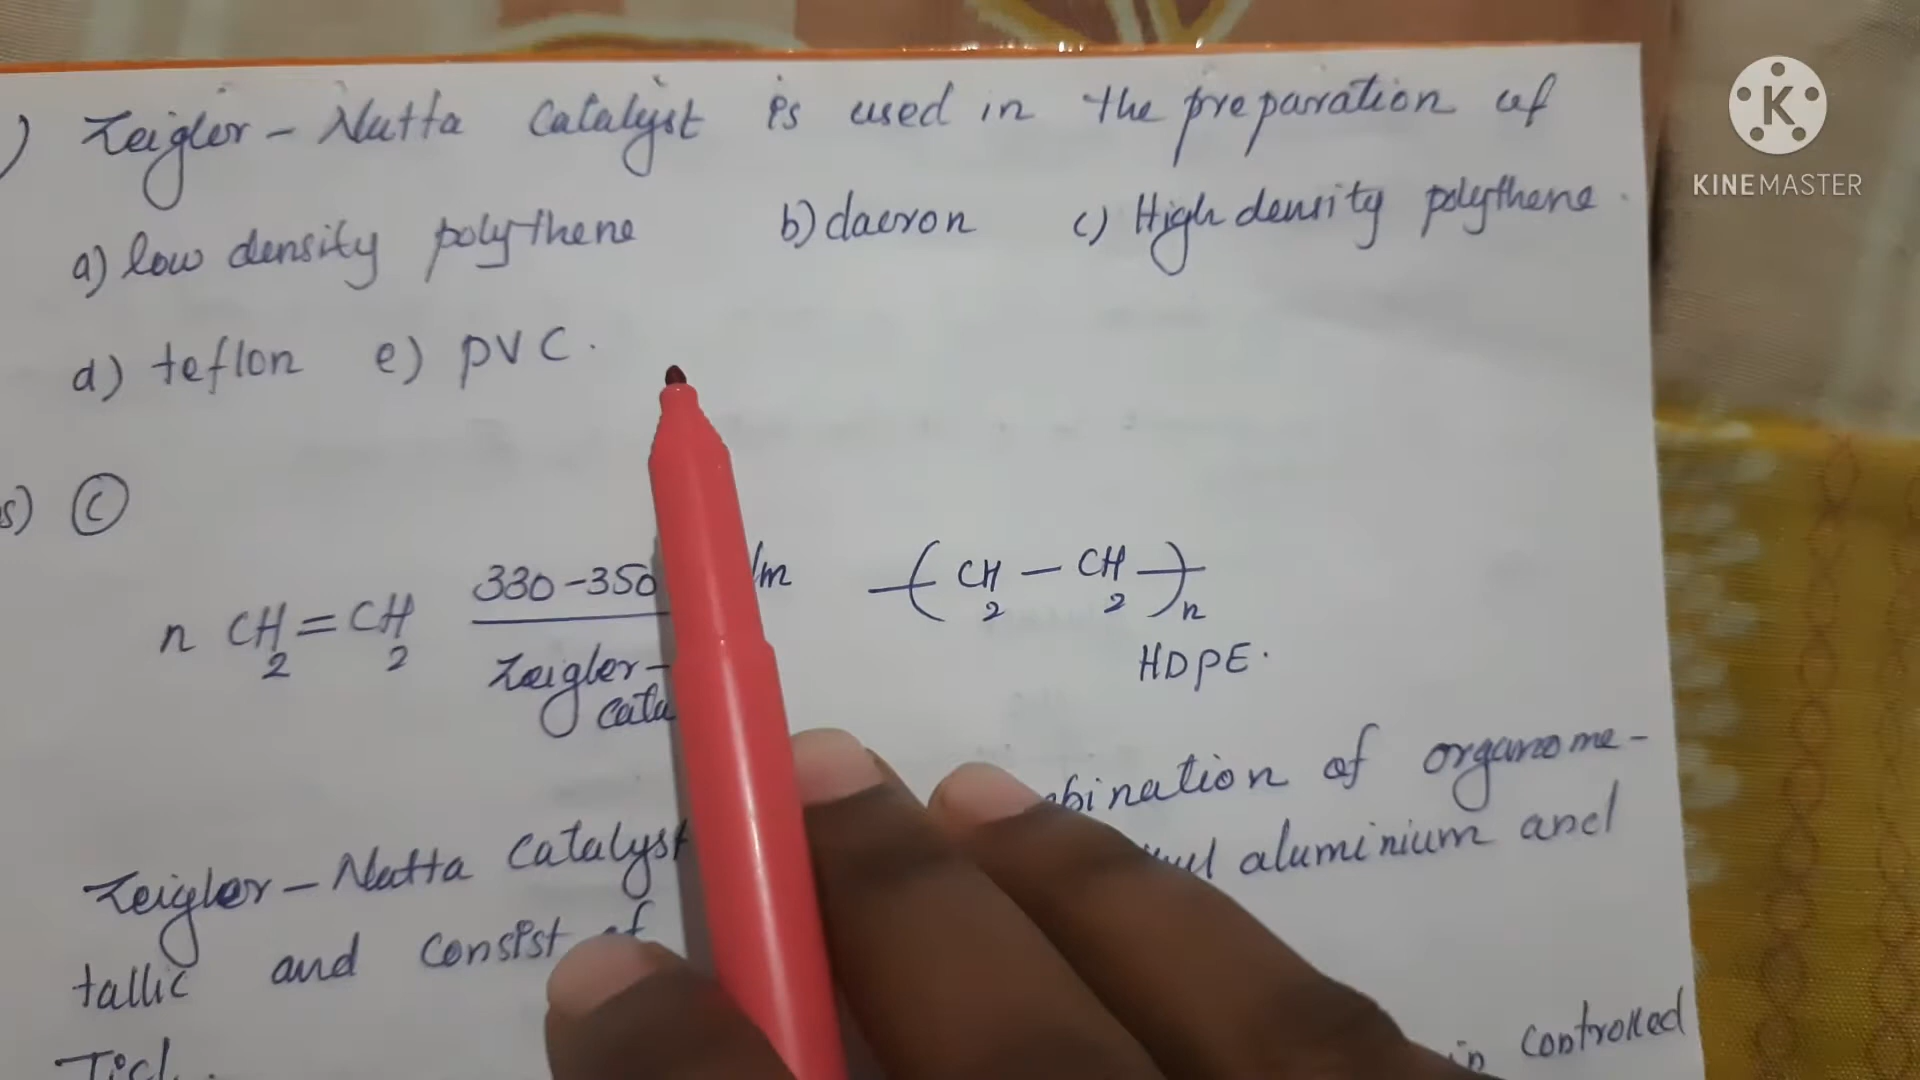 ) Zeigler - Natta Catalyst is used in the preparation of
a) low density polythene b) dacron c) High density polythene.
d) teflon e) PVC.
s) C
n CH2=CH2 330-350 /m -(CH2-CH2)-n
Zeigler-
HDPE.
of organome-
Zeigler - Natta Catalyst
aluminium and
tallic and consist of
in controlled
KINEMASTER